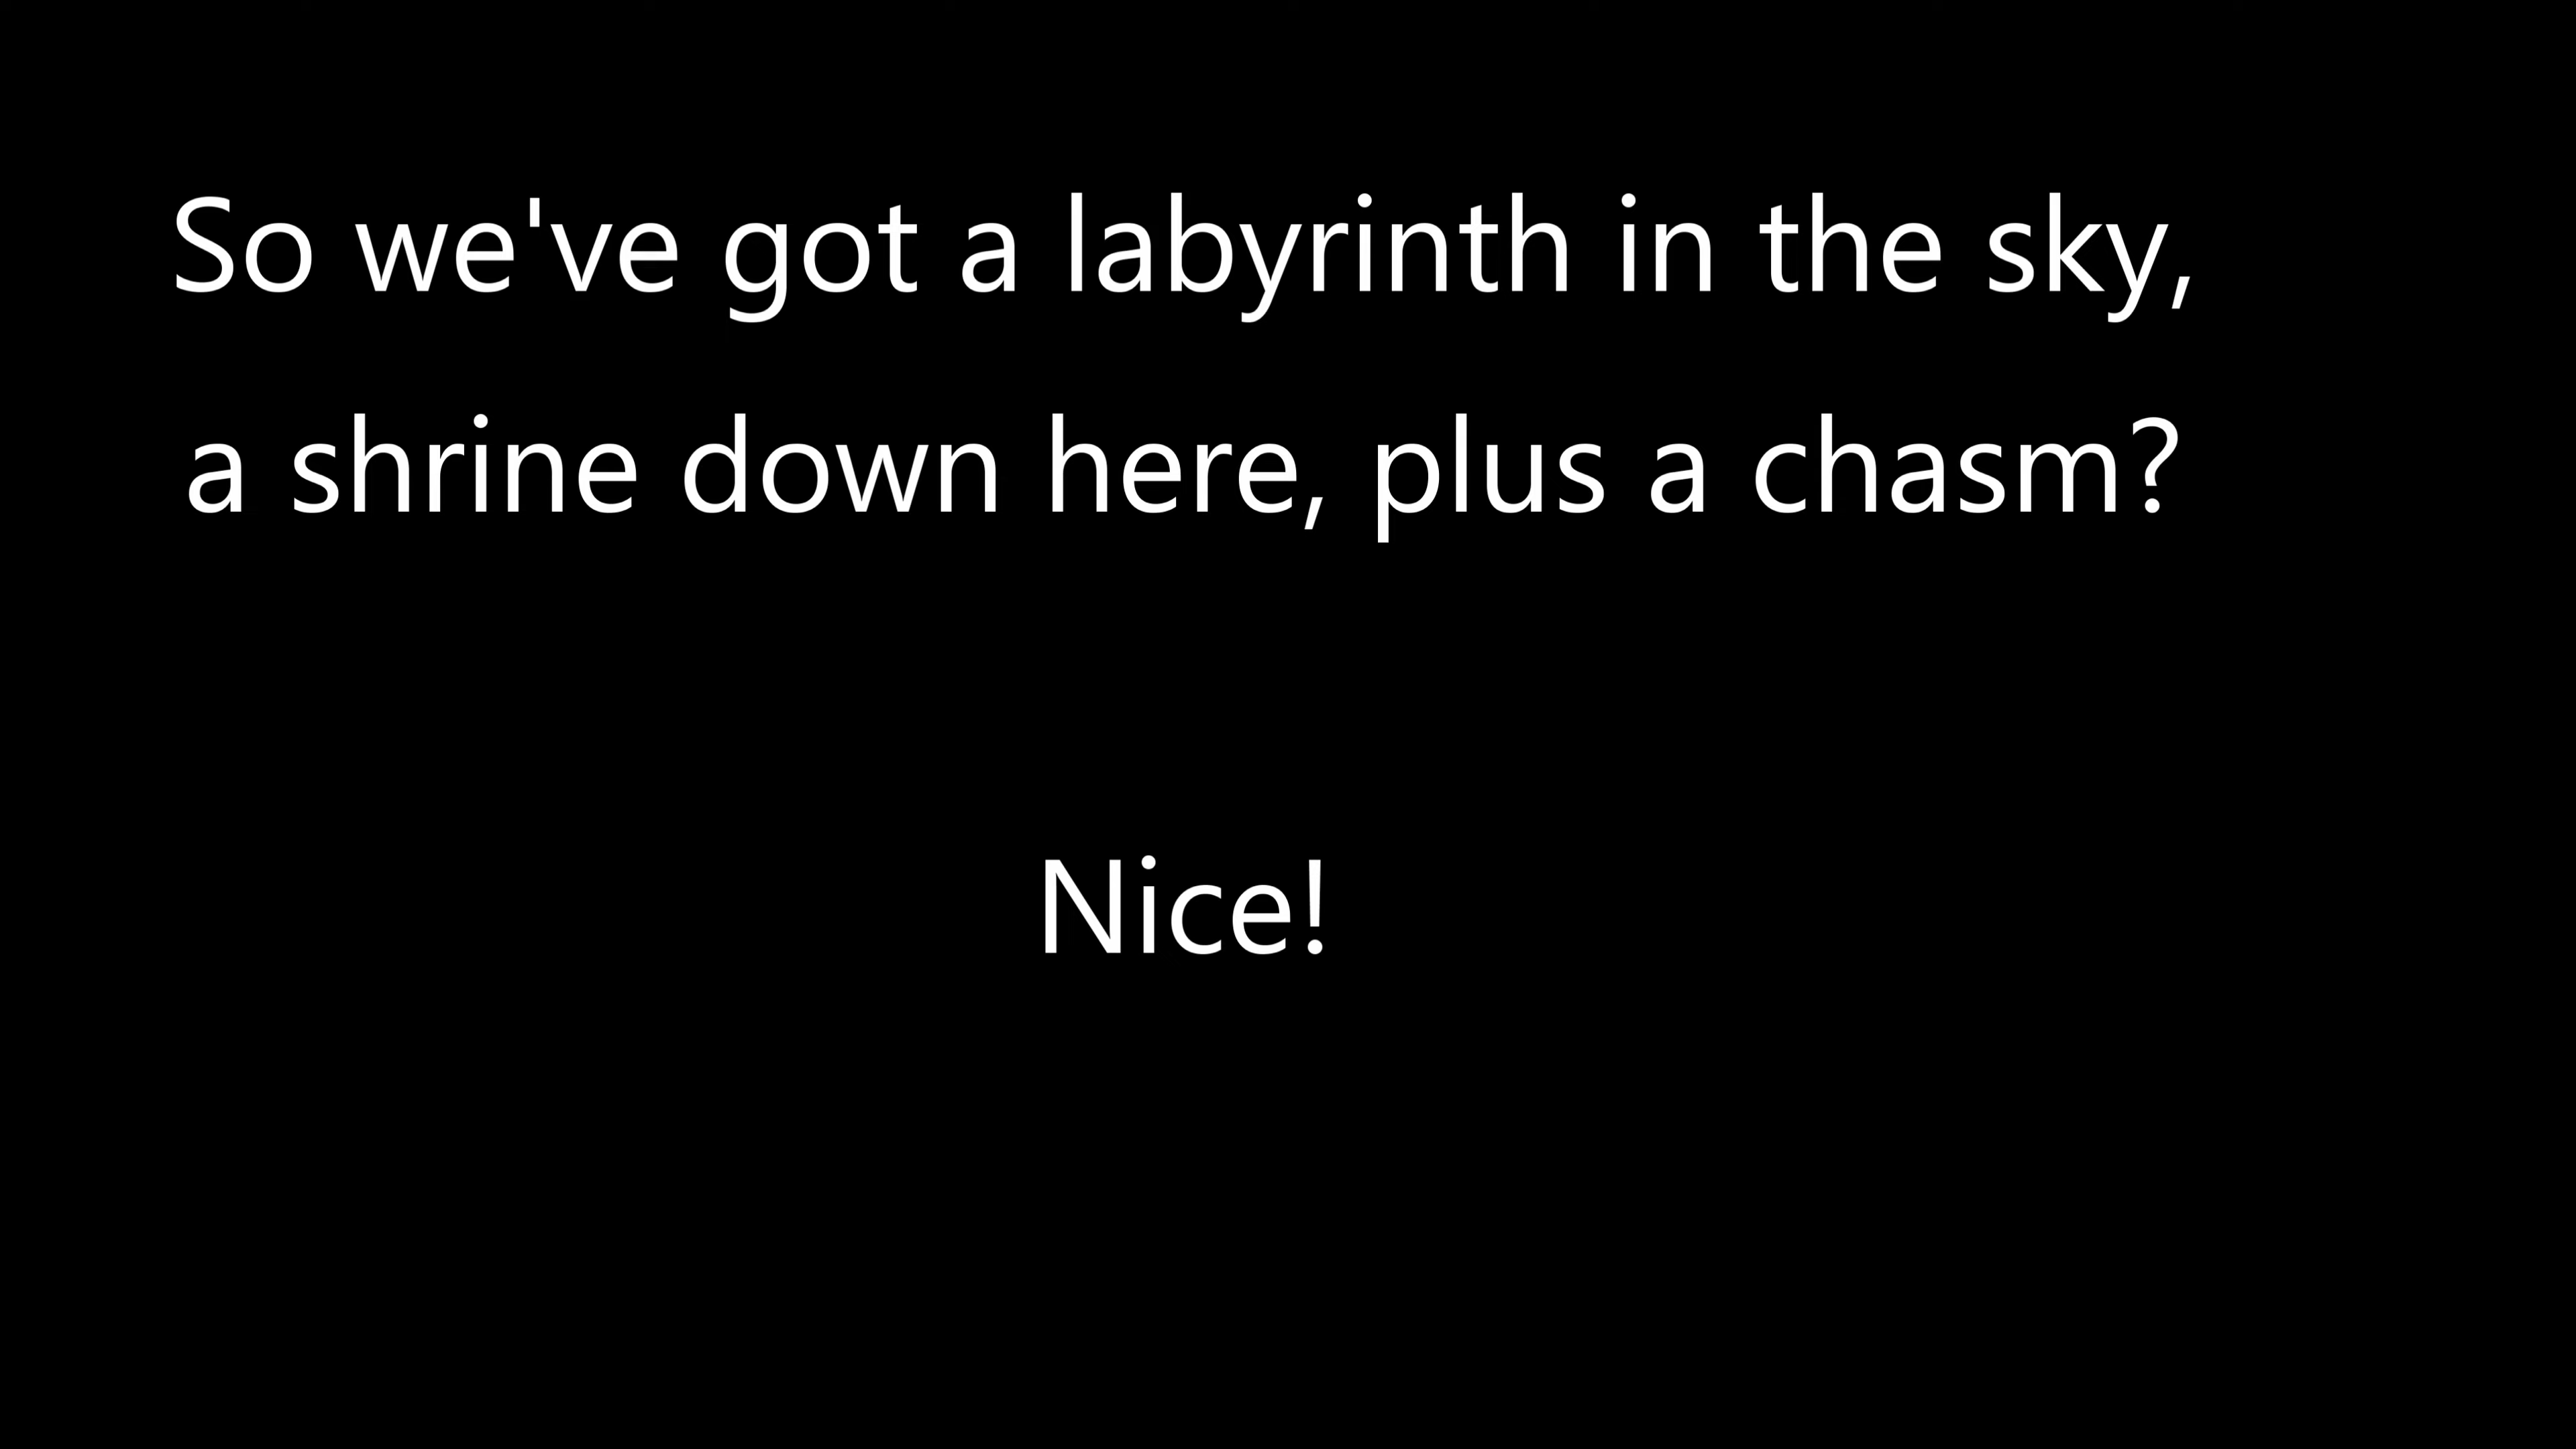 So we've got a labyrinth in the sky,
a shrine down here, plus a chasm?
Nice!